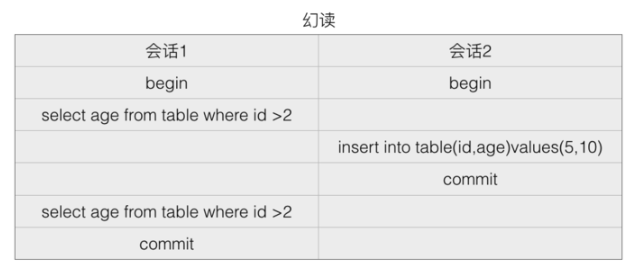 幻读
会话1 会话2
begin begin
select age from table where id >2
insert into table(id,age)values(5,10)
commit
select age from table where id >2
commit